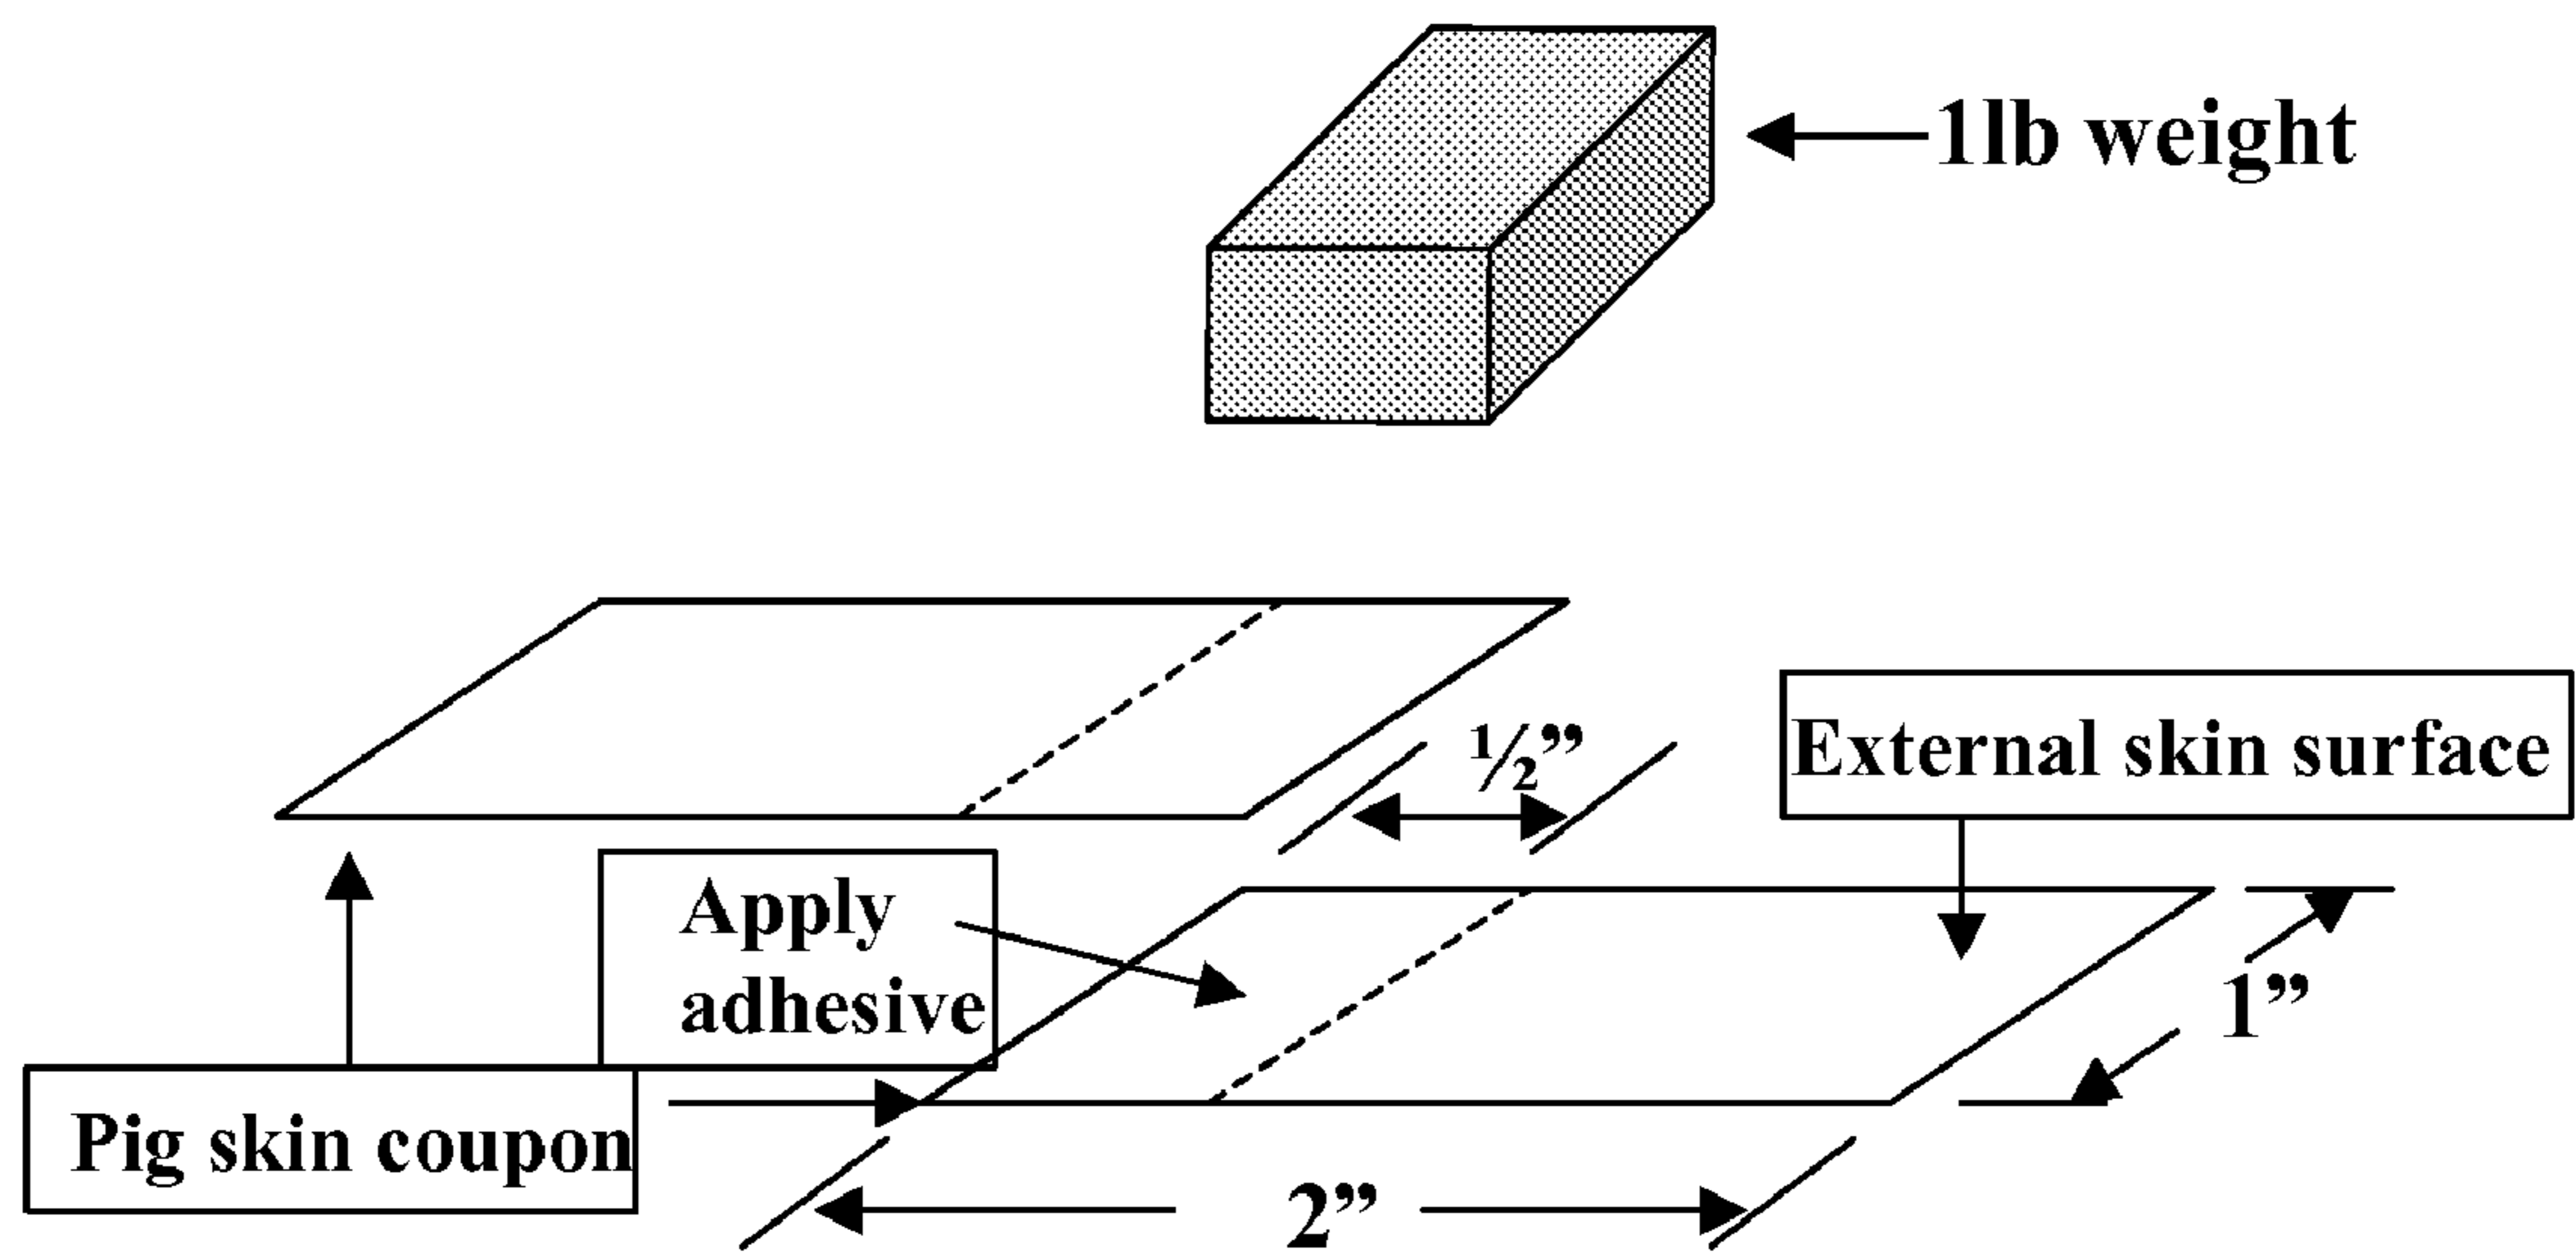 1lb weight
½”
External skin surface
Apply
adhesive
1”
Pig skin coupon
2”